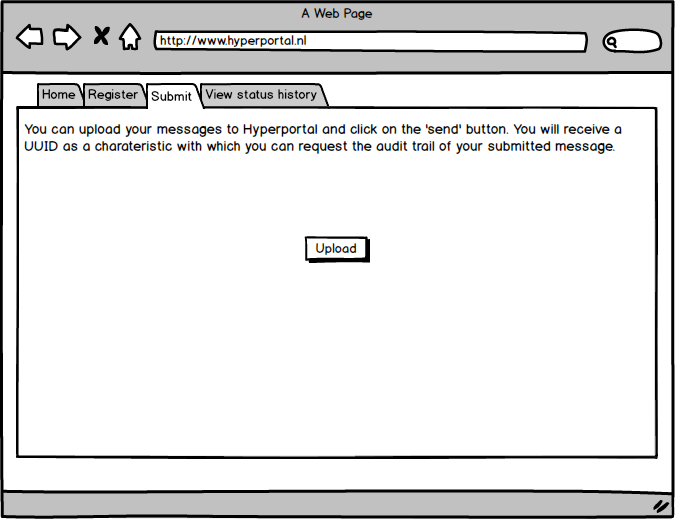 A Web Page
http://www.hyperportal.nl
Home Register Submit View status history
You can upload your messages to Hyperportal and click on the 'send' button. You will receive a
UUID as a charateristic with which you can request the audit trail of your submitted message.
Upload